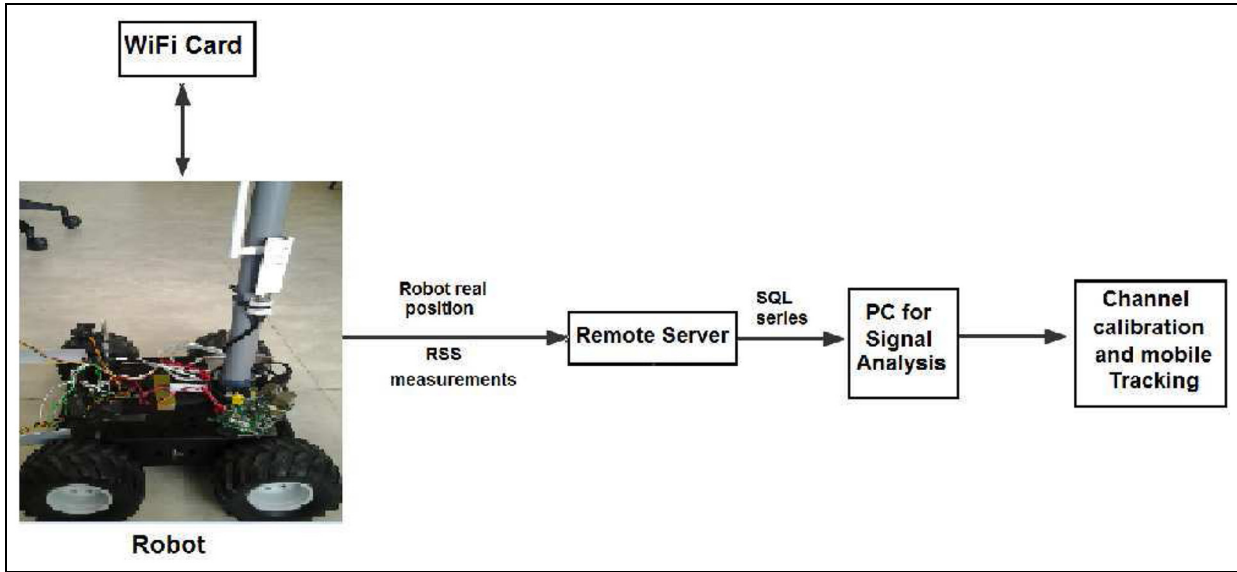 WiFi Card
Robot
Robot real
position
RSS
measurements
Remote Server
SQL
series
PC for
Signal
Analysis
Channel
calibration
and mobile
Tracking